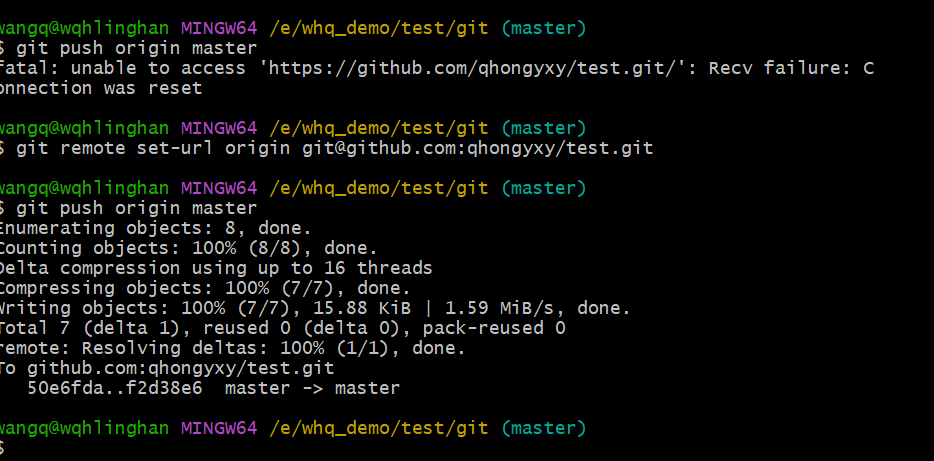 wangq@wqhlinghan MINGW64 /e/whq_demo/test/git (master)
$ git push origin master
fatal: unable to access 'https://github.com/qhongyxy/test.git/': Recv failure: C
onnection was reset
wangq@wqhlinghan MINGW64 /e/whq_demo/test/git (master)
$ git remote set-url origin git@github.com:qhongyxy/test.git
wangq@wqhlinghan MINGW64 /e/whq_demo/test/git (master)
$ git push origin master
Enumerating objects: 8, done.
Counting objects: 100% (8/8), done.
Delta compression using up to 16 threads
Compressing objects: 100% (7/7), done.
Writing objects: 100% (7/7), 15.88 KiB | 1.59 MiB/s, done.
Total 7 (delta 1), reused 0 (delta 0), pack-reused 0
remote: Resolving deltas: 100% (1/1), done.
To github.com:qhongyxy/test.git
50e6fda..f2d38e6  master -> master
wangq@wqhlinghan MINGW64 /e/whq_demo/test/git (master)
$